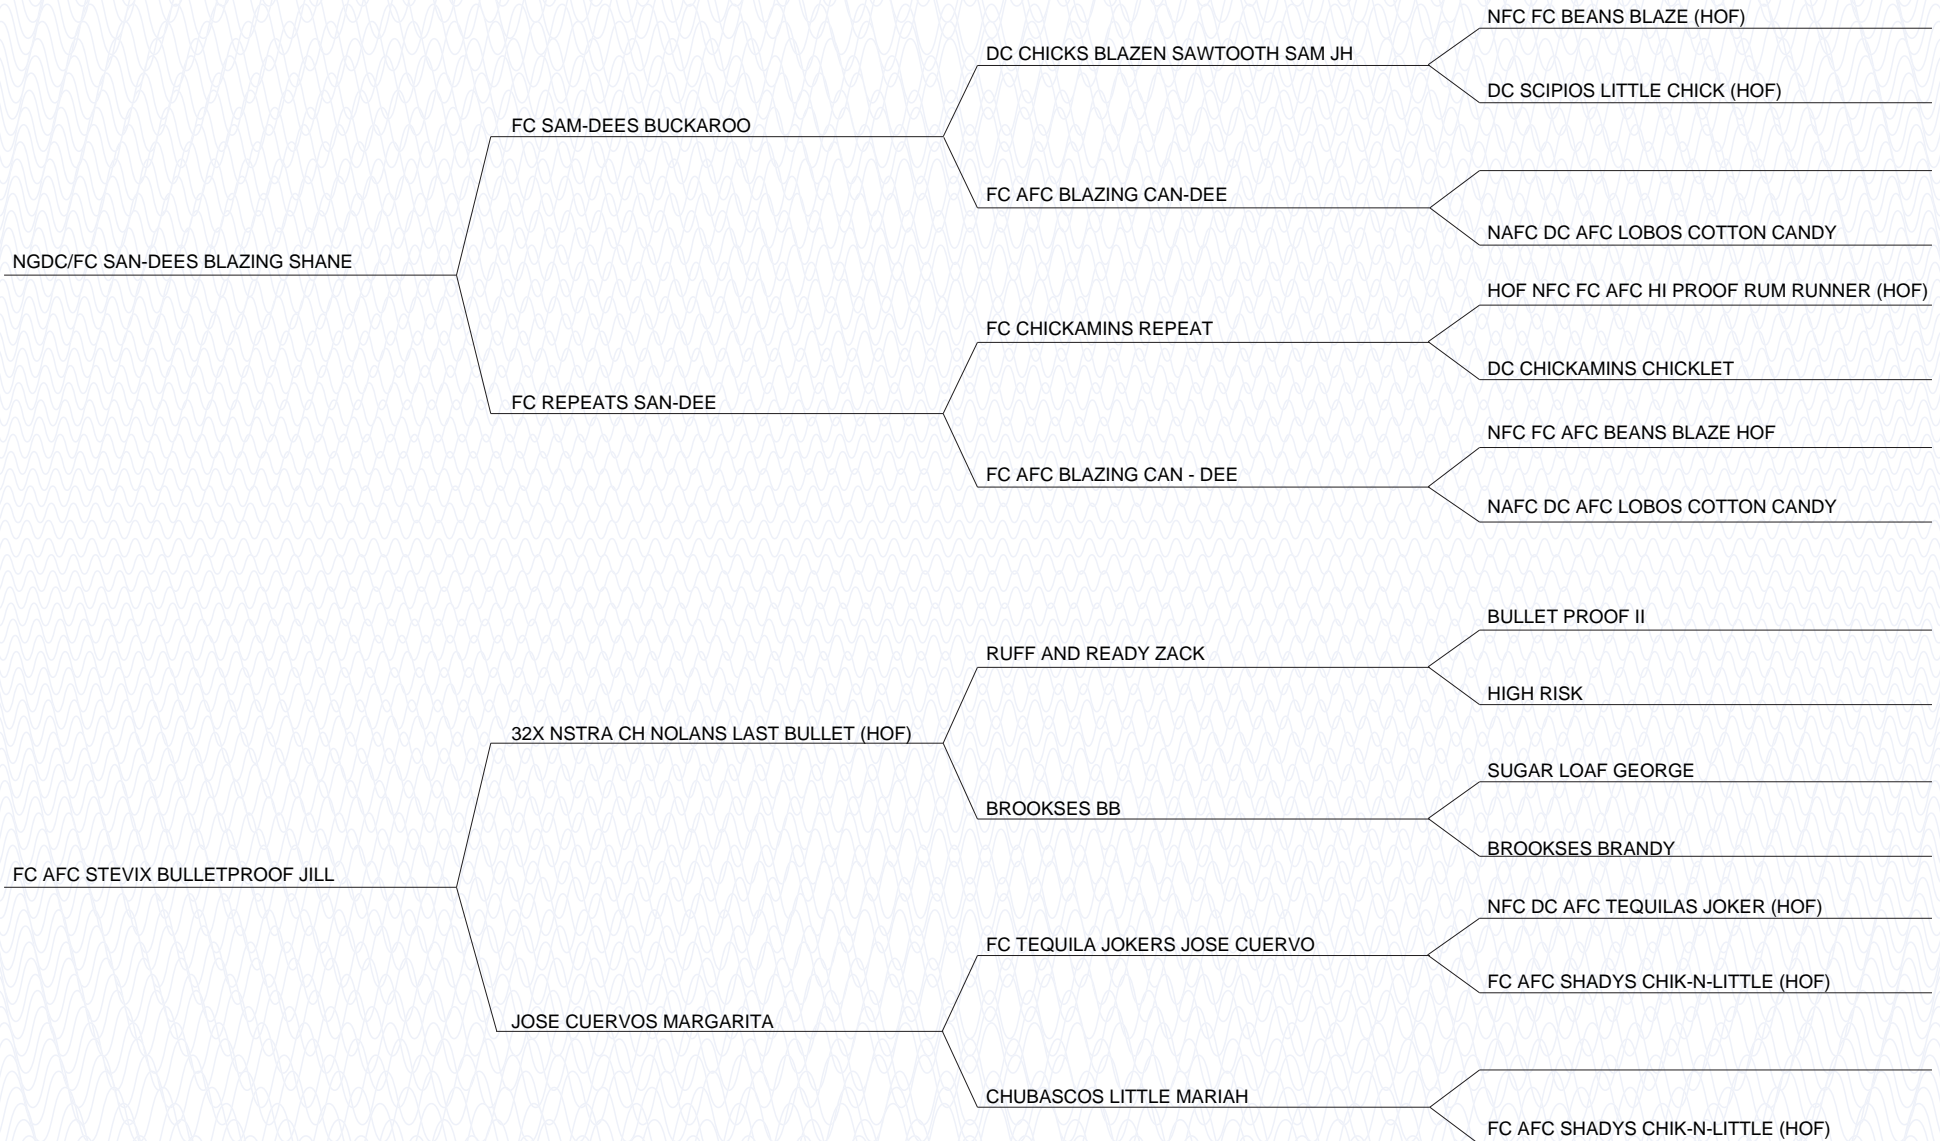 NFC FC BEANS BLAZE (HOF)
DC CHICKS BLAZEN SAWTOOTH SAM JH
DC SCIPIOS LITTLE CHICK (HOF)
FC SAM-DEES BUCKAROO
FC AFC BLAZING CAN-DEE
NAFC DC AFC LOBOS COTTON CANDY
NGDC/FC SAN-DEES BLAZING SHANE
HOF NFC FC AFC HI PROOF RUM RUNNER (HOF)
FC CHICKAMINS REPEAT
DC CHICKAMINS CHICKLET
FC REPEATS SAN-DEE
NFC FC AFC BEANS BLAZE HOF
FC AFC BLAZING CAN - DEE
NAFC DC AFC LOBOS COTTON CANDY
BULLET PROOF II
RUFF AND READY ZACK
HIGH RISK
32X NSTRA CH NOLANS LAST BULLET (HOF)
SUGAR LOAF GEORGE
BROOKSES BB
BROOKSES BRANDY
FC AFC STEVIX BULLETPROOF JILL
NFC DC AFC TEQUILAS JOKER (HOF)
FC TEQUILA JOKERS JOSE CUERVO
FC AFC SHADYS CHIK-N-LITTLE (HOF)
JOSE CUERVOS MARGARITA
CHUBASCOS LITTLE MARIAH
FC AFC SHADYS CHIK-N-LITTLE (HOF)